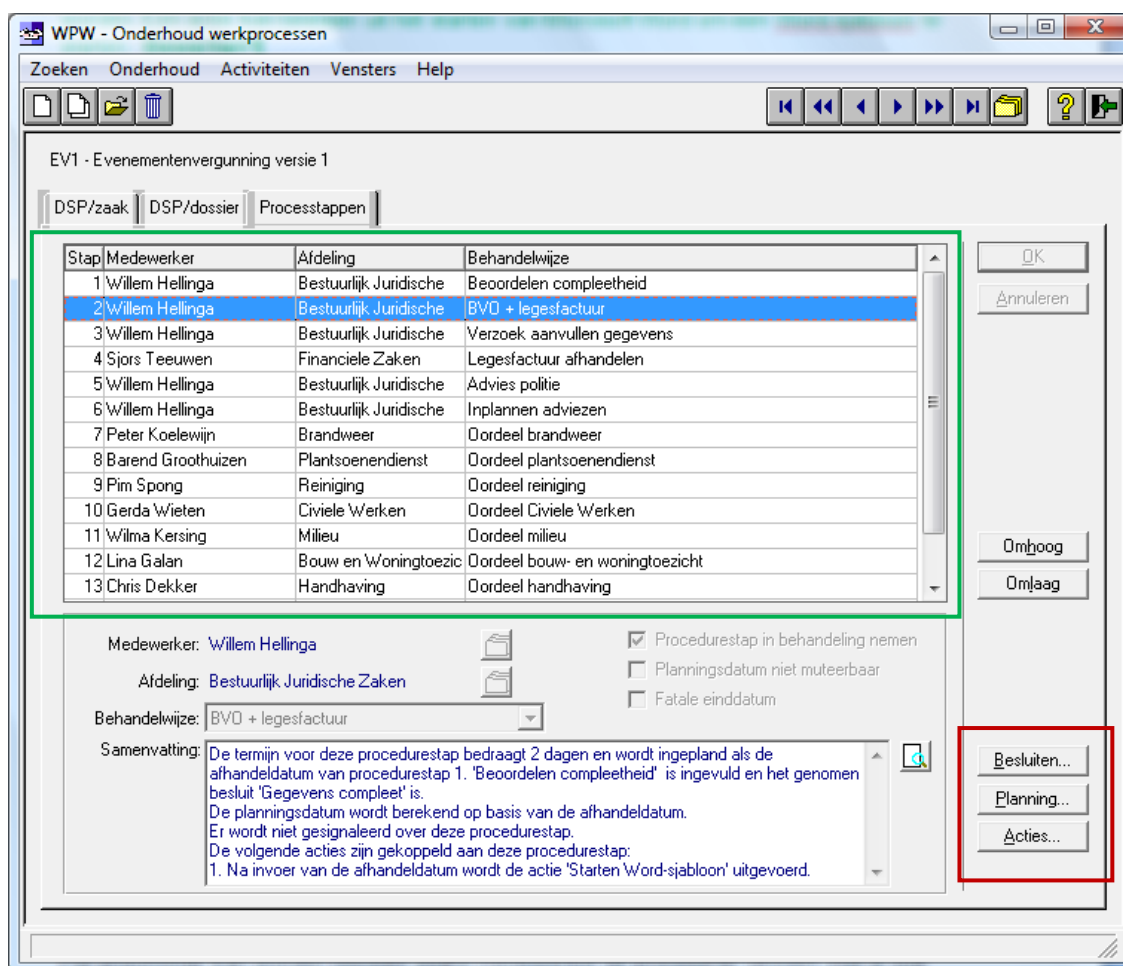 WPW - Onderhoud werkprocessen
Zoeken Onderhoud Activiteiten Vensters Help
EV1 - Evenementenvergunning versie 1
DSP/zaak DSP/dossier Processtappen
Stap Medewerker Afdeling Behandelwijze
1 Willem Hellinga Bestuurlijk Juridische Beoordelen compleetheid
2 Willem Hellinga Bestuurlijk Juridische BVO + legesfactuur
3 Willem Hellinga Bestuurlijk Juridische Verzoek aanvullen gegevens
4 Sjors Teeuwen Financiele Zaken Legesfactuur afhandelen
5 Willem Hellinga Bestuurlijk Juridische Advies politie
6 Willem Hellinga Bestuurlijk Juridische Inplannen adviezen
7 Peter Koelewijn Brandweer Oordeel brandweer
8 Barend Groothuizen Plantsoenendienst Oordeel plantsoenendienst
9 Pim Spong Reiniging Oordeel reiniging
10 Gerda Wieten Civiele Werken Oordeel Civiele Werken
11 Wilma Kersing Milieu Oordeel milieu
12 Lina Galan Bouw en Woningtoezic Oordeel bouw- en woningtoezicht
13 Chris Dekker Handhaving Oordeel handhaving
OK
Annuleren
Omhoog
Omlaag
Medewerker: Willem Hellinga
Afdeling: Bestuurlijk Juridische Zaken
Behandelwijze: BVO + legesfactuur
Procedurestap in behandeling nemen
Planningsdatum niet muteerbaar
Fatale einddatum
Samenvatting: De termijn voor deze procedurestap bedraagt 2 dagen en wordt ingepland als de
afhandeldatum van procedurestap 1. 'Beoordelen compleetheid' is ingevuld en het genomen
besluit 'Gegevens compleet' is.
De planningsdatum wordt berekend op basis van de afhandeldatum.
Er wordt niet gesignaleerd over deze procedurestap.
De volgende acties zijn gekoppeld aan deze procedurestap:
1. Na invoer van de afhandeldatum wordt de actie 'Starten Word-sjabloon' uitgevoerd.
Besluiten...
Planning...
Acties...